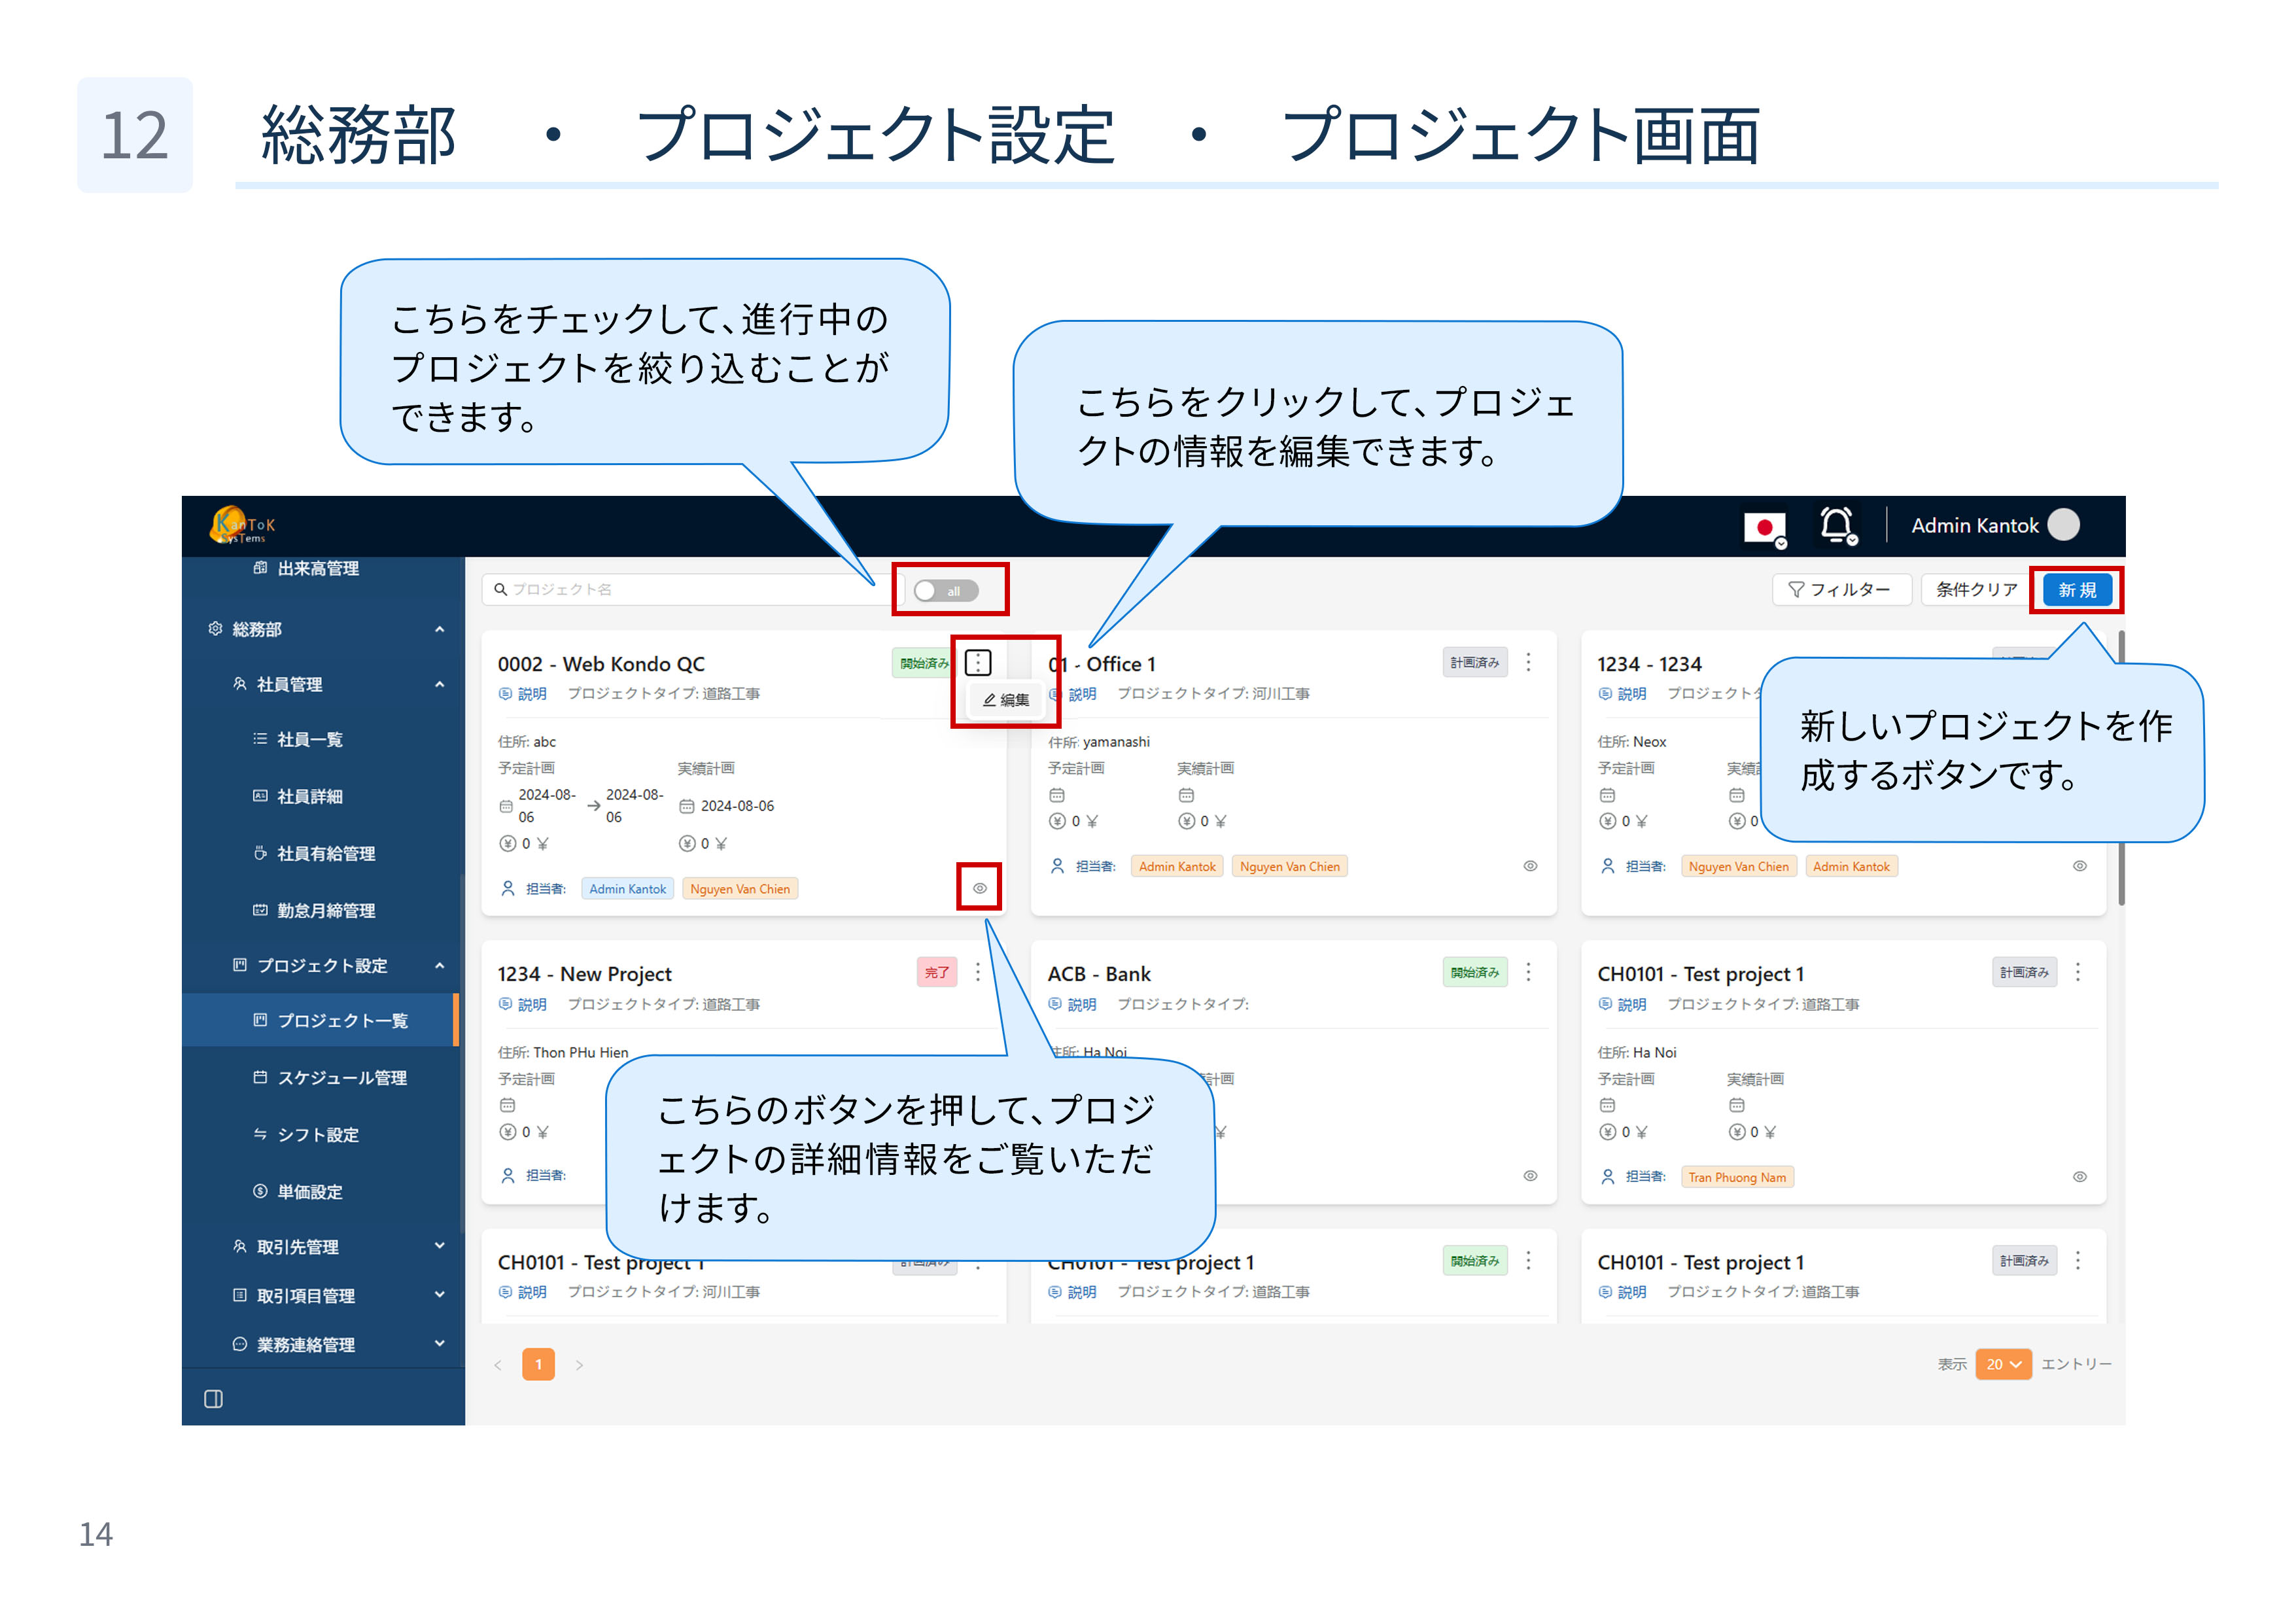 12
総務部 ・ プロジェクト設定 ・ プロジェクト画面
こちらをチェックして、進行中の
プロジェクトを絞り込むことが
できます。
こちらをクリックして、プロジェ
クトの情報を編集できます。
KanToK
SysTems
Admin Kantok
出来高管理
総務部
社員管理
社員一覧
社員詳細
社員有給管理
勤怠月締管理
プロジェクト設定
プロジェクト一覧
スケジュール管理
シフト設定
単価設定
取引先管理
取引項目管理
業務連絡管理
プロジェクト名
all
フィルター
条件クリア
新規
0002 - Web Kondo QC
開始済み
説明 プロジェクトタイプ: 道路工事
編集
住所: abc
予定計画 実績計画
2024-08-06 → 2024-08-06 2024-08-06
0 ¥ 0 ¥
担当者: Admin Kantok Nguyen Van Chien
01 - Office 1
計画済み
説明 プロジェクトタイプ: 河川工事
住所: yamanashi
予定計画 実績計画
0 ¥ 0 ¥
担当者: Admin Kantok Nguyen Van Chien
1234 - 1234
説明
住所: Neox
予定計画
0 ¥ 0
担当者: Nguyen Van Chien Admin Kantok
新しいプロジェクトを作
成するボタンです。
1234 - New Project
完了
説明 プロジェクトタイプ: 道路工事
住所: Thon PHu Hien
予定計画
0 ¥
担当者:
ACB - Bank
開始済み
説明 プロジェクトタイプ:
住所: Ha Noi
計画
¥
CH0101 - Test project 1
計画済み
説明 プロジェクトタイプ: 道路工事
住所: Ha Noi
予定計画 実績計画
0 ¥ 0 ¥
担当者: Tran Phuong Nam
こちらのボタンを押して、プロジ
ェクトの詳細情報をご覧いただ
けます。
CH0101 - Test project 1
計画済み
説明 プロジェクトタイプ: 河川工事
CH0101 - Test project 1
開始済み
説明 プロジェクトタイプ: 道路工事
CH0101 - Test project 1
計画済み
説明 プロジェクトタイプ: 道路工事
< 1 >
表示 20 エントリー
14